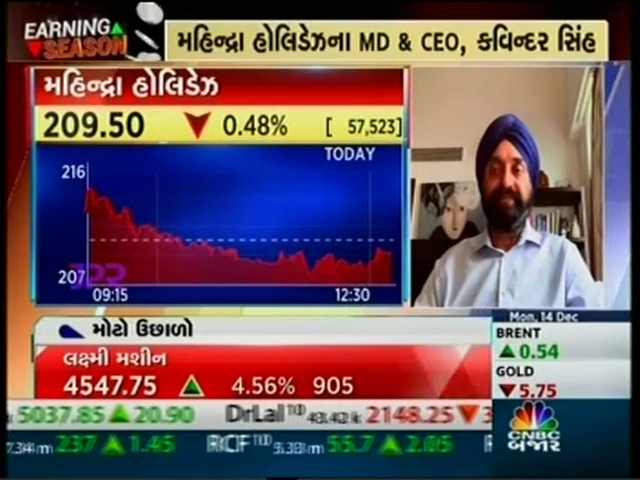 EARNING
SEASON
મહિન્દ્રા હોલિડેઝના MD & CEO, કવિન્દર સિંહ
મહિન્દ્રા હોલિડેઝ
209.50 ▼ 0.48% [ 57,523]
TODAY
216
207
09:15 12:30
મોટો ઉછાળો
લક્ષ્મી મશીન
4547.75 ▲ 4.56% 905
Mon, 14 Dec
BRENT
▲ 0.54
GOLD
▼ 5.75
5037.85 ▲ 20.90 DrLal 2148.25 ▼
237 ▲ 1.45 RCF 55.7 ▲ 2.05
CNBC
બજાર